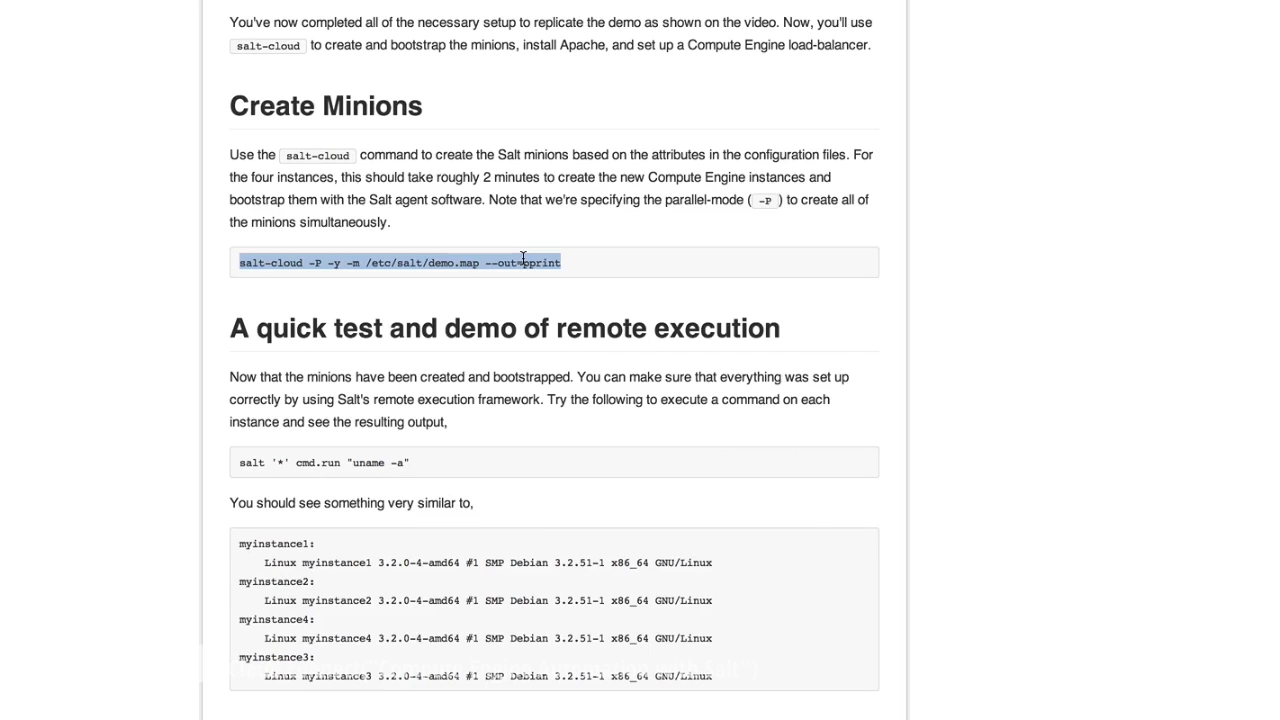 You've now completed all of the necessary setup to replicate the demo as shown on the video. Now, you'll use
salt-cloud to create and bootstrap the minions, install Apache, and set up a Compute Engine load-balancer.
Create Minions
Use the salt-cloud command to create the Salt minions based on the attributes in the configuration files. For
the four instances, this should take roughly 2 minutes to create the new Compute Engine instances and
bootstrap them with the Salt agent software. Note that we're specifying the parallel-mode ( -P ) to create all of
the minions simultaneously.
salt-cloud -P -y -m /etc/salt/demo.map --out=pprint
A quick test and demo of remote execution
Now that the minions have been created and bootstrapped. You can make sure that everything was set up
correctly by using Salt's remote execution framework. Try the following to execute a command on each
instance and see the resulting output,
salt '*' cmd.run "uname -a"
You should see something very similar to,
myinstance1:
Linux myinstance1 3.2.0-4-amd64 #1 SMP Debian 3.2.51-1 x86_64 GNU/Linux
myinstance2:
Linux myinstance2 3.2.0-4-amd64 #1 SMP Debian 3.2.51-1 x86_64 GNU/Linux
myinstance4:
Linux myinstance4 3.2.0-4-amd64 #1 SMP Debian 3.2.51-1 x86_64 GNU/Linux
myinstance3:
"Compute Engine Automation with Salt")
Linux myinstance3 3.2.0-4-amd64 #1 SMP Debian 3.2.51-1 x86_64 GNU/Linux